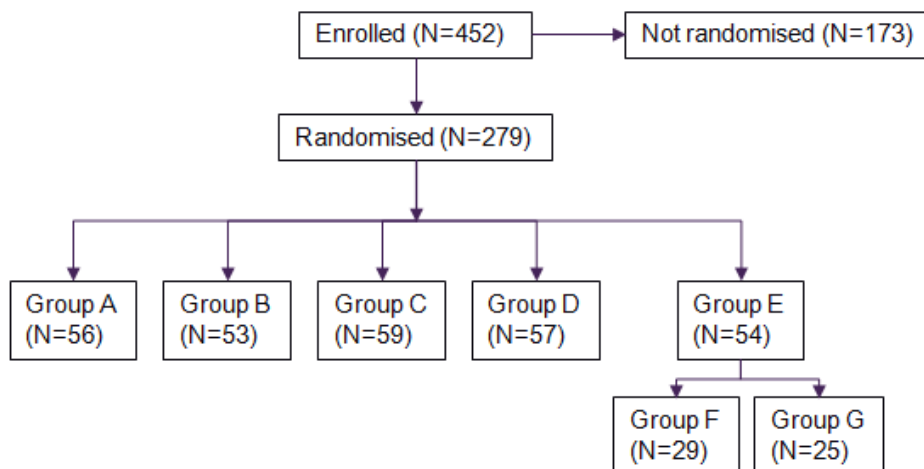 Enrolled (N=452)
Not randomised (N=173)
Randomised (N=279)
Group A
(N=56)
Group B
(N=53)
Group C
(N=59)
Group D
(N=57)
Group E
(N=54)
Group F
(N=29)
Group G
(N=25)